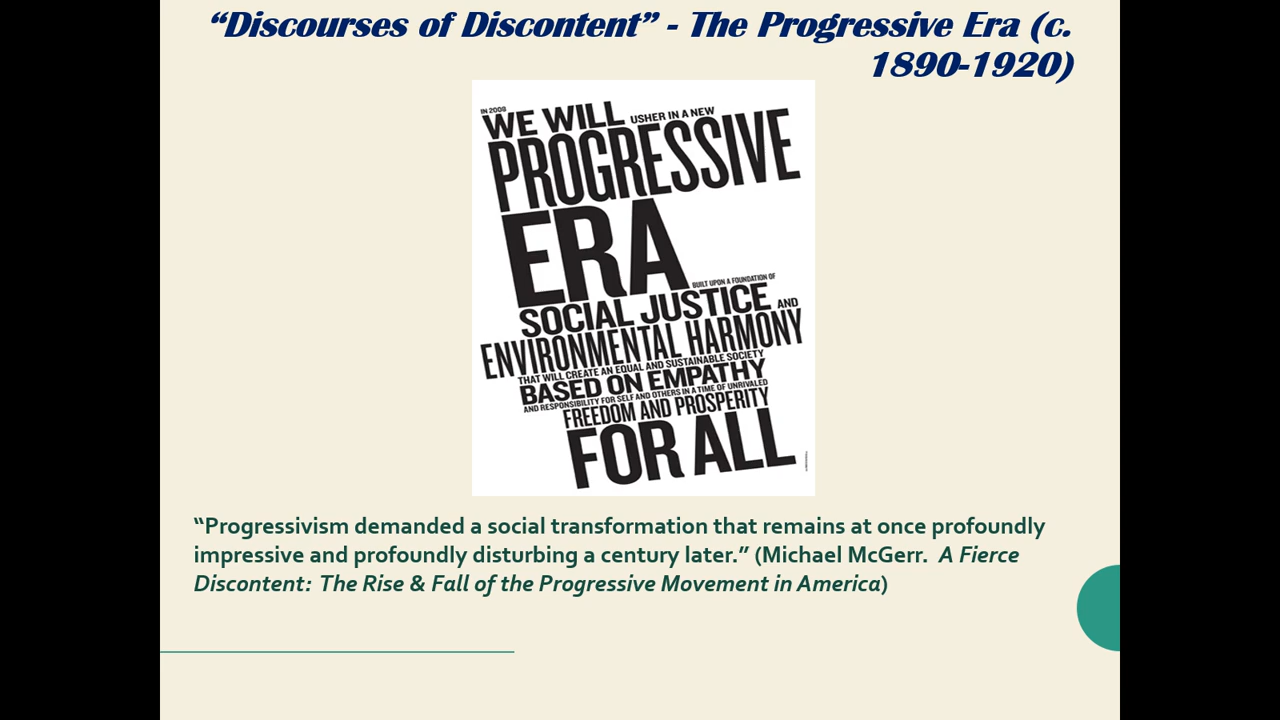 “Discourses of Discontent” - The Progressive Era (c.
1890-1920)
IN 2008
WE WILL USHER IN A NEW
PROGRESSIVE
ERA BUILT UPON A FOUNDATION OF
SOCIAL JUSTICE AND
ENVIRONMENTAL HARMONY
THAT WILL CREATE AN EQUAL AND SUSTAINABLE SOCIETY
BASED ON EMPATHY
AND RESPONSIBILITY FOR SELF AND OTHERS IN A TIME OF UNRIVALED
FREEDOM AND PROSPERITY
FOR ALL
“Progressivism demanded a social transformation that remains at once profoundly
impressive and profoundly disturbing a century later.” (Michael McGerr. A Fierce
Discontent: The Rise & Fall of the Progressive Movement in America)